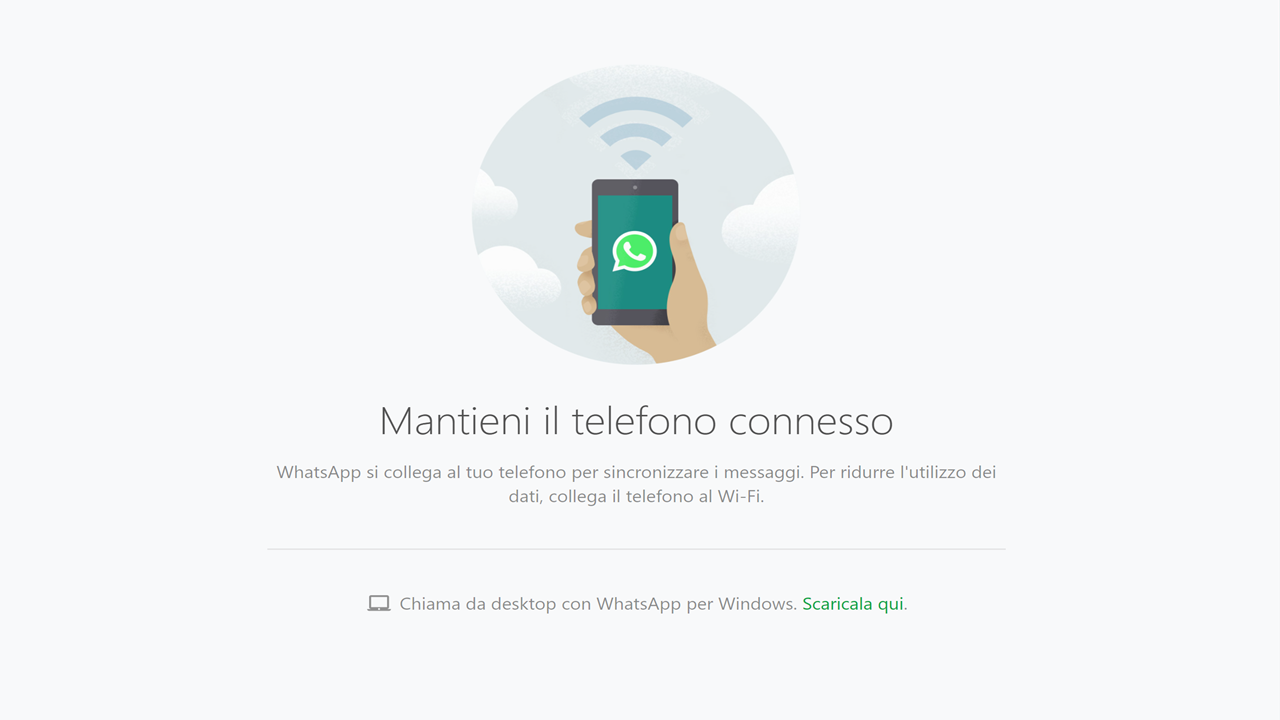 Mantieni il telefono connesso
WhatsApp si collega al tuo telefono per sincronizzare i messaggi. Per ridurre l'utilizzo dei
dati, collega il telefono al Wi-Fi.
Chiama da desktop con WhatsApp per Windows. Scaricala qui.